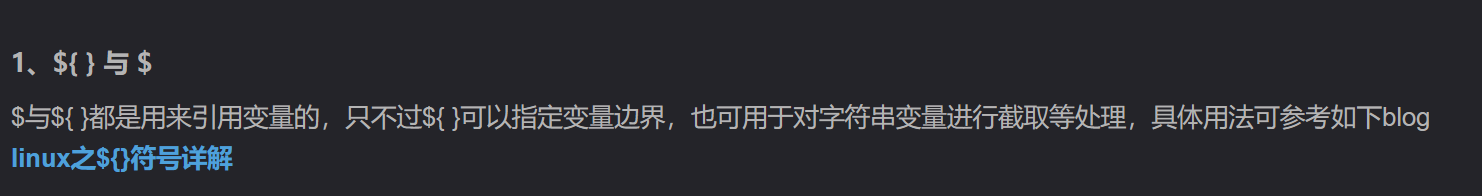 1、${ } 与 $
$与${ }都是用来引用变量的，只不过${ }可以指定变量边界，也可用于对字符串变量进行截取等处理，具体用法可参考如下blog
linux之${}符号详解